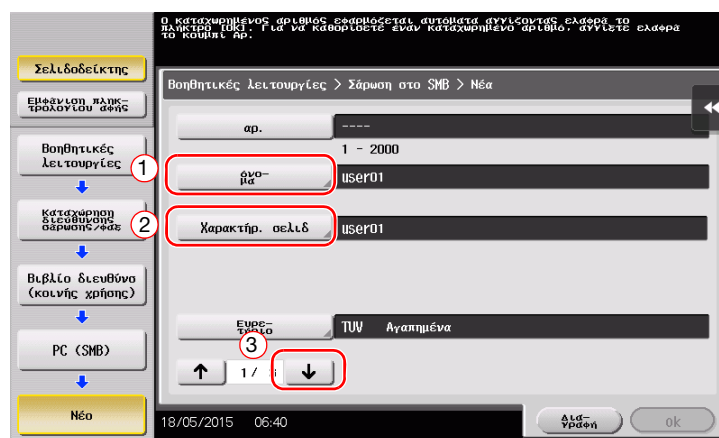 Ο καταχωρημένος αριθμός εφαρμόζεται αυτόματα αγγίζοντας ελαφρά το
πλήκτρο [OK]. Για να καθορίσετε έναν καταχωρημένο αριθμό, αγγίξτε ελαφρά
το κουμπί Αρ.
Σελιδοδείκτης
Εμφάνιση πληκ-
τρολογίου αφής
Βοηθητικές λειτουργίες > Σάρωση στο SMB > Νέα
αρ.
----
1 - 2000
Βοηθητικές
λειτουργίες
1
όνο-
μα
user01
Καταχώρηση
διεύθυνσης
σάρωσης/φαξ
2
Χαρακτήρ. σελιδ
user01
Βιβλίο διευθύνσ
(κοινής χρήσης)
Ευρε-
τήριο
TUV Αγαπημένα
3
PC (SMB)
1/
Νέο
18/05/2015 06:40
Δια-
γραφή
ok